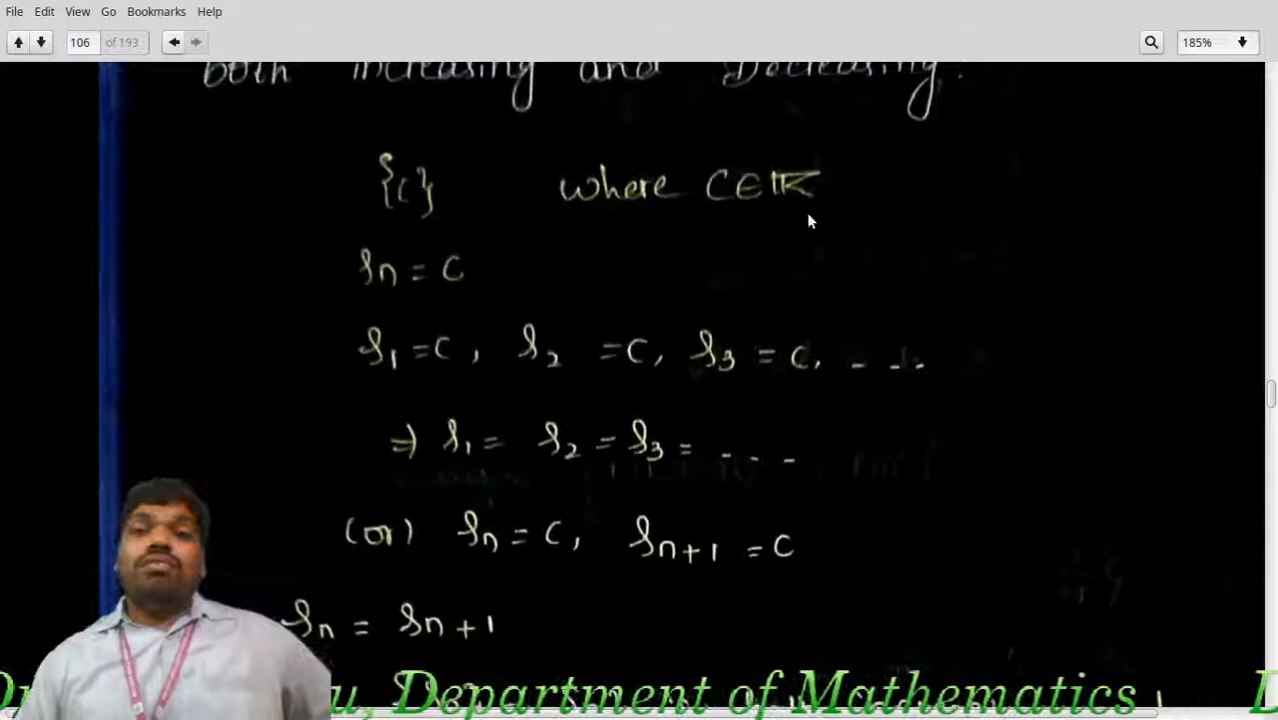 File Edit View Go Bookmarks Help
106 of 193 185%
both increasing and Decreasing.
{c} where C∈ℝ
Sn = C
S1 = C, S2 = C, S3 = C, - - -.
⇒ S1 = S2 = S3 = - - -
(or) Sn = C, Sn+1 = C
Sn = Sn+1
u, Department of Mathematics